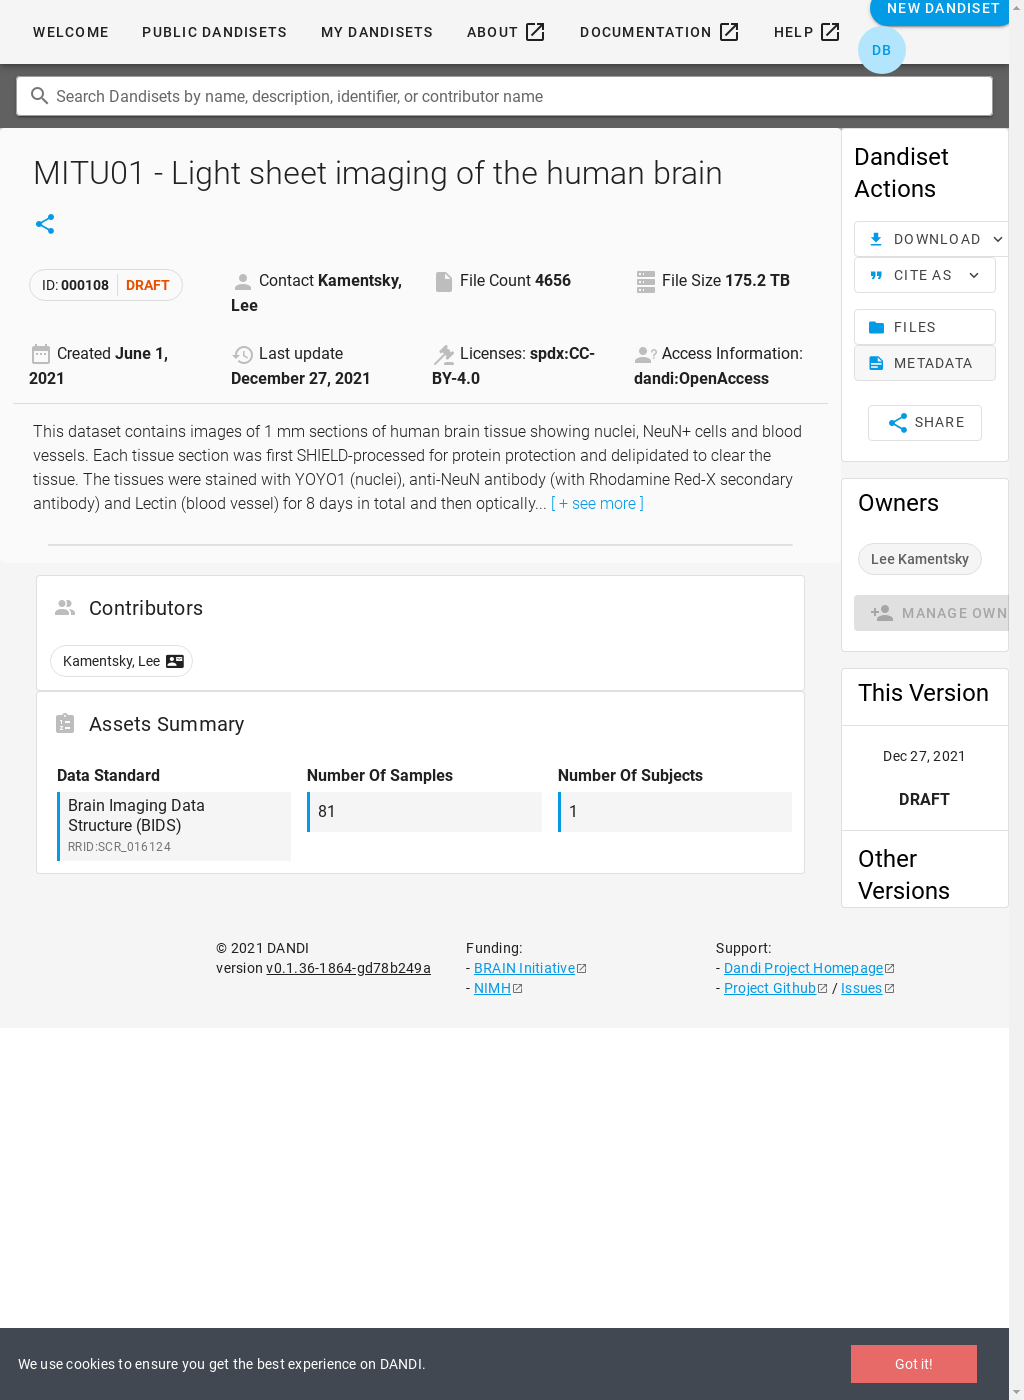 WELCOME
PUBLIC DANDISETS
MY DANDISETS
ABOUT
DOCUMENTATION
HELP
NEW DANDISET
DB
Search Dandisets by name, description, identifier, or contributor name
MITU01 - Light sheet imaging of the human brain
ID: 000108 DRAFT
Contact Kamentsky,
Lee
File Count 4656
File Size 175.2 TB
Created June 1,
2021
Last update
December 27, 2021
Licenses: spdx:CC-
BY-4.0
Access Information:
dandi:OpenAccess
This dataset contains images of 1 mm sections of human brain tissue showing nuclei, NeuN+ cells and blood
vessels. Each tissue section was first SHIELD-processed for protein protection and delipidated to clear the
tissue. The tissues were stained with YOYO1 (nuclei), anti-NeuN antibody (with Rhodamine Red-X secondary
antibody) and Lectin (blood vessel) for 8 days in total and then optically... [ + see more ]
Contributors
Kamentsky, Lee
Assets Summary
Data Standard
Brain Imaging Data
Structure (BIDS)
RRID:SCR_016124
Number Of Samples
81
Number Of Subjects
1
Dandiset
Actions
DOWNLOAD
CITE AS
FILES
METADATA
SHARE
Owners
Lee Kamentsky
MANAGE OWN
This Version
Dec 27, 2021
DRAFT
Other
Versions
© 2021 DANDI
version v0.1.36-1864-gd78b249a
Funding:
- BRAIN Initiative
- NIMH
Support:
- Dandi Project Homepage
- Project Github / Issues
We use cookies to ensure you get the best experience on DANDI.
Got it!